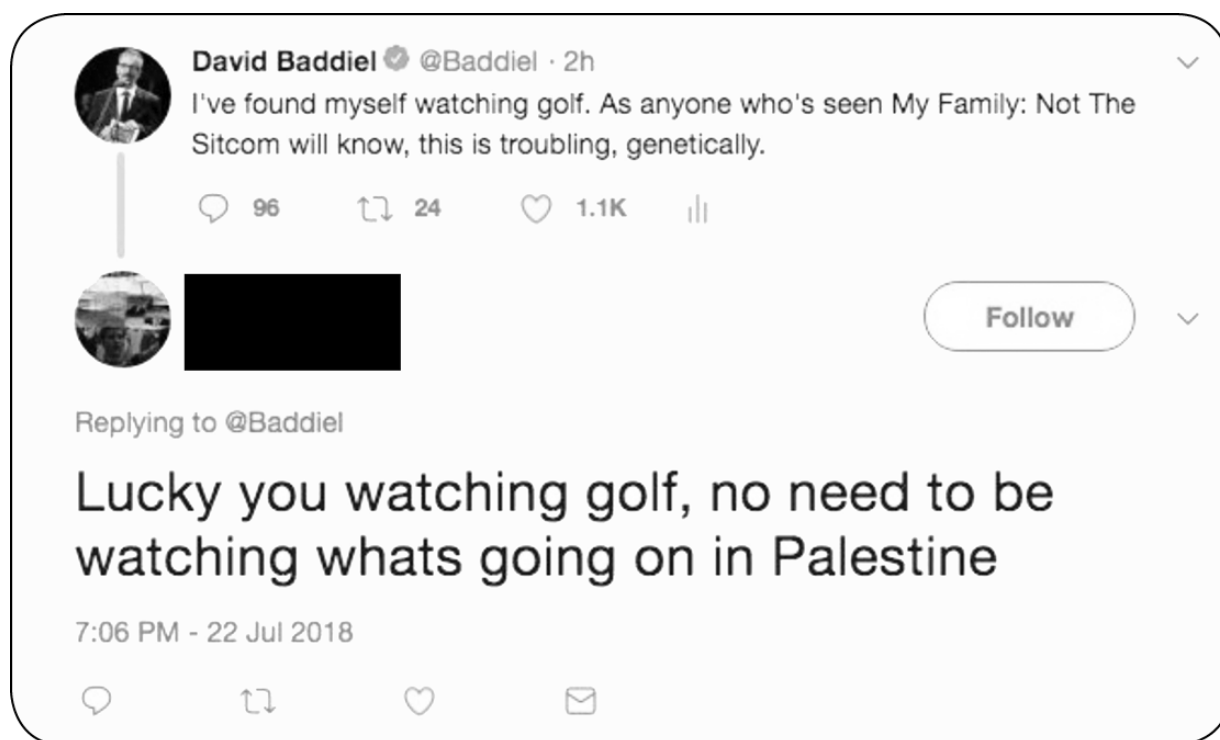 David Baddiel @Baddiel · 2h
I've found myself watching golf. As anyone who's seen My Family: Not The
Sitcom will know, this is troubling, genetically.
96 24 1.1K
Follow
Replying to @Baddiel
Lucky you watching golf, no need to be
watching whats going on in Palestine
7:06 PM - 22 Jul 2018